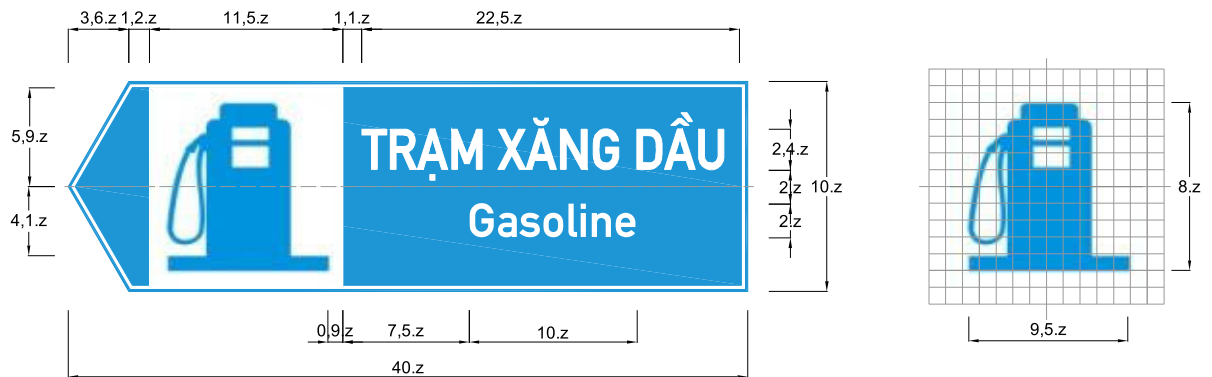 3,6.z 1,2.z 11,5.z 1,1.z 22,5.z
5,9.z
4,1.z
TRẠM XĂNG DẦU
Gasoline
2,4.z
2.z
2.z
10.z
8.z
0,9.z 7,5.z 10.z
9,5.z
40.z